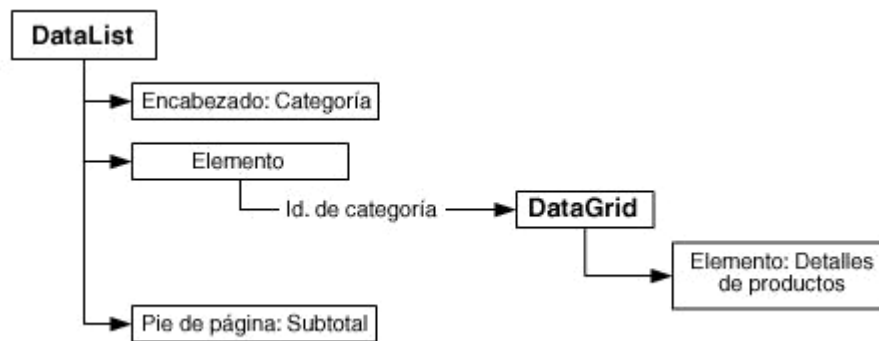 DataList
Encabezado: Categoría
Elemento
Id. de categoría
DataGrid
Elemento: Detalles
de productos
Pie de página: Subtotal